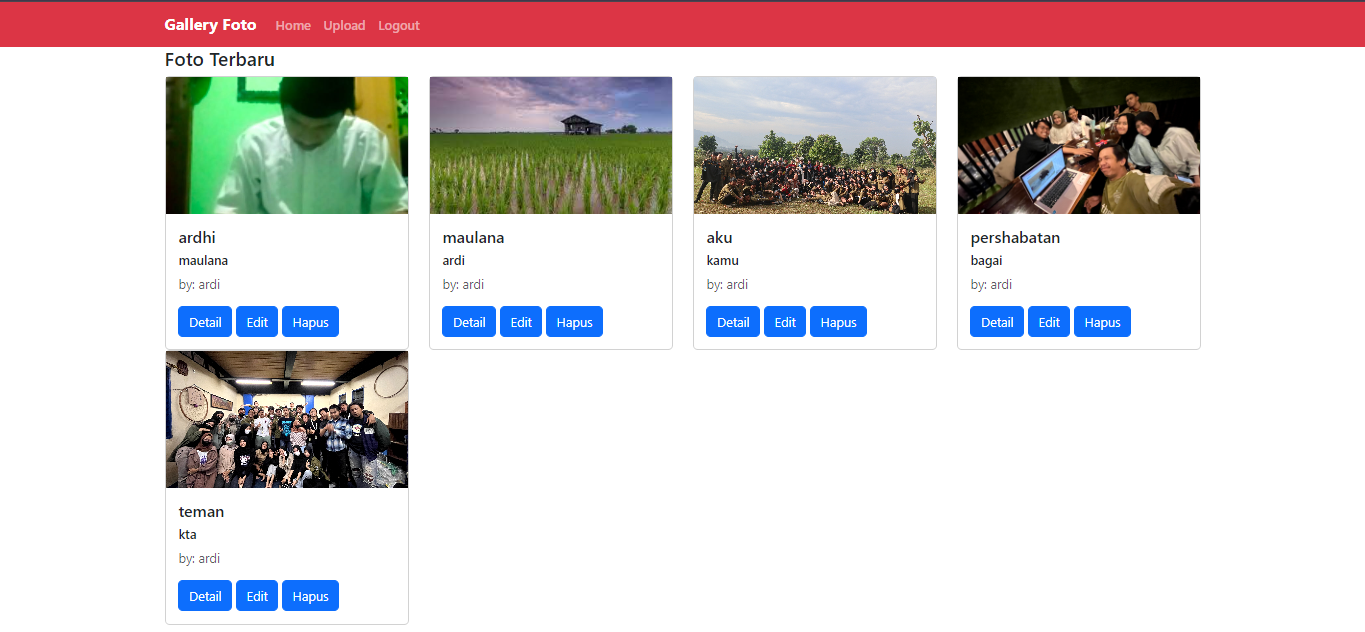 Gallery Foto Home Upload Logout
Foto Terbaru
ardhi
maulana
by: ardi
Detail Edit Hapus
maulana
ardi
by: ardi
Detail Edit Hapus
aku
kamu
by: ardi
Detail Edit Hapus
pershabatan
bagai
by: ardi
Detail Edit Hapus
teman
kta
by: ardi
Detail Edit Hapus